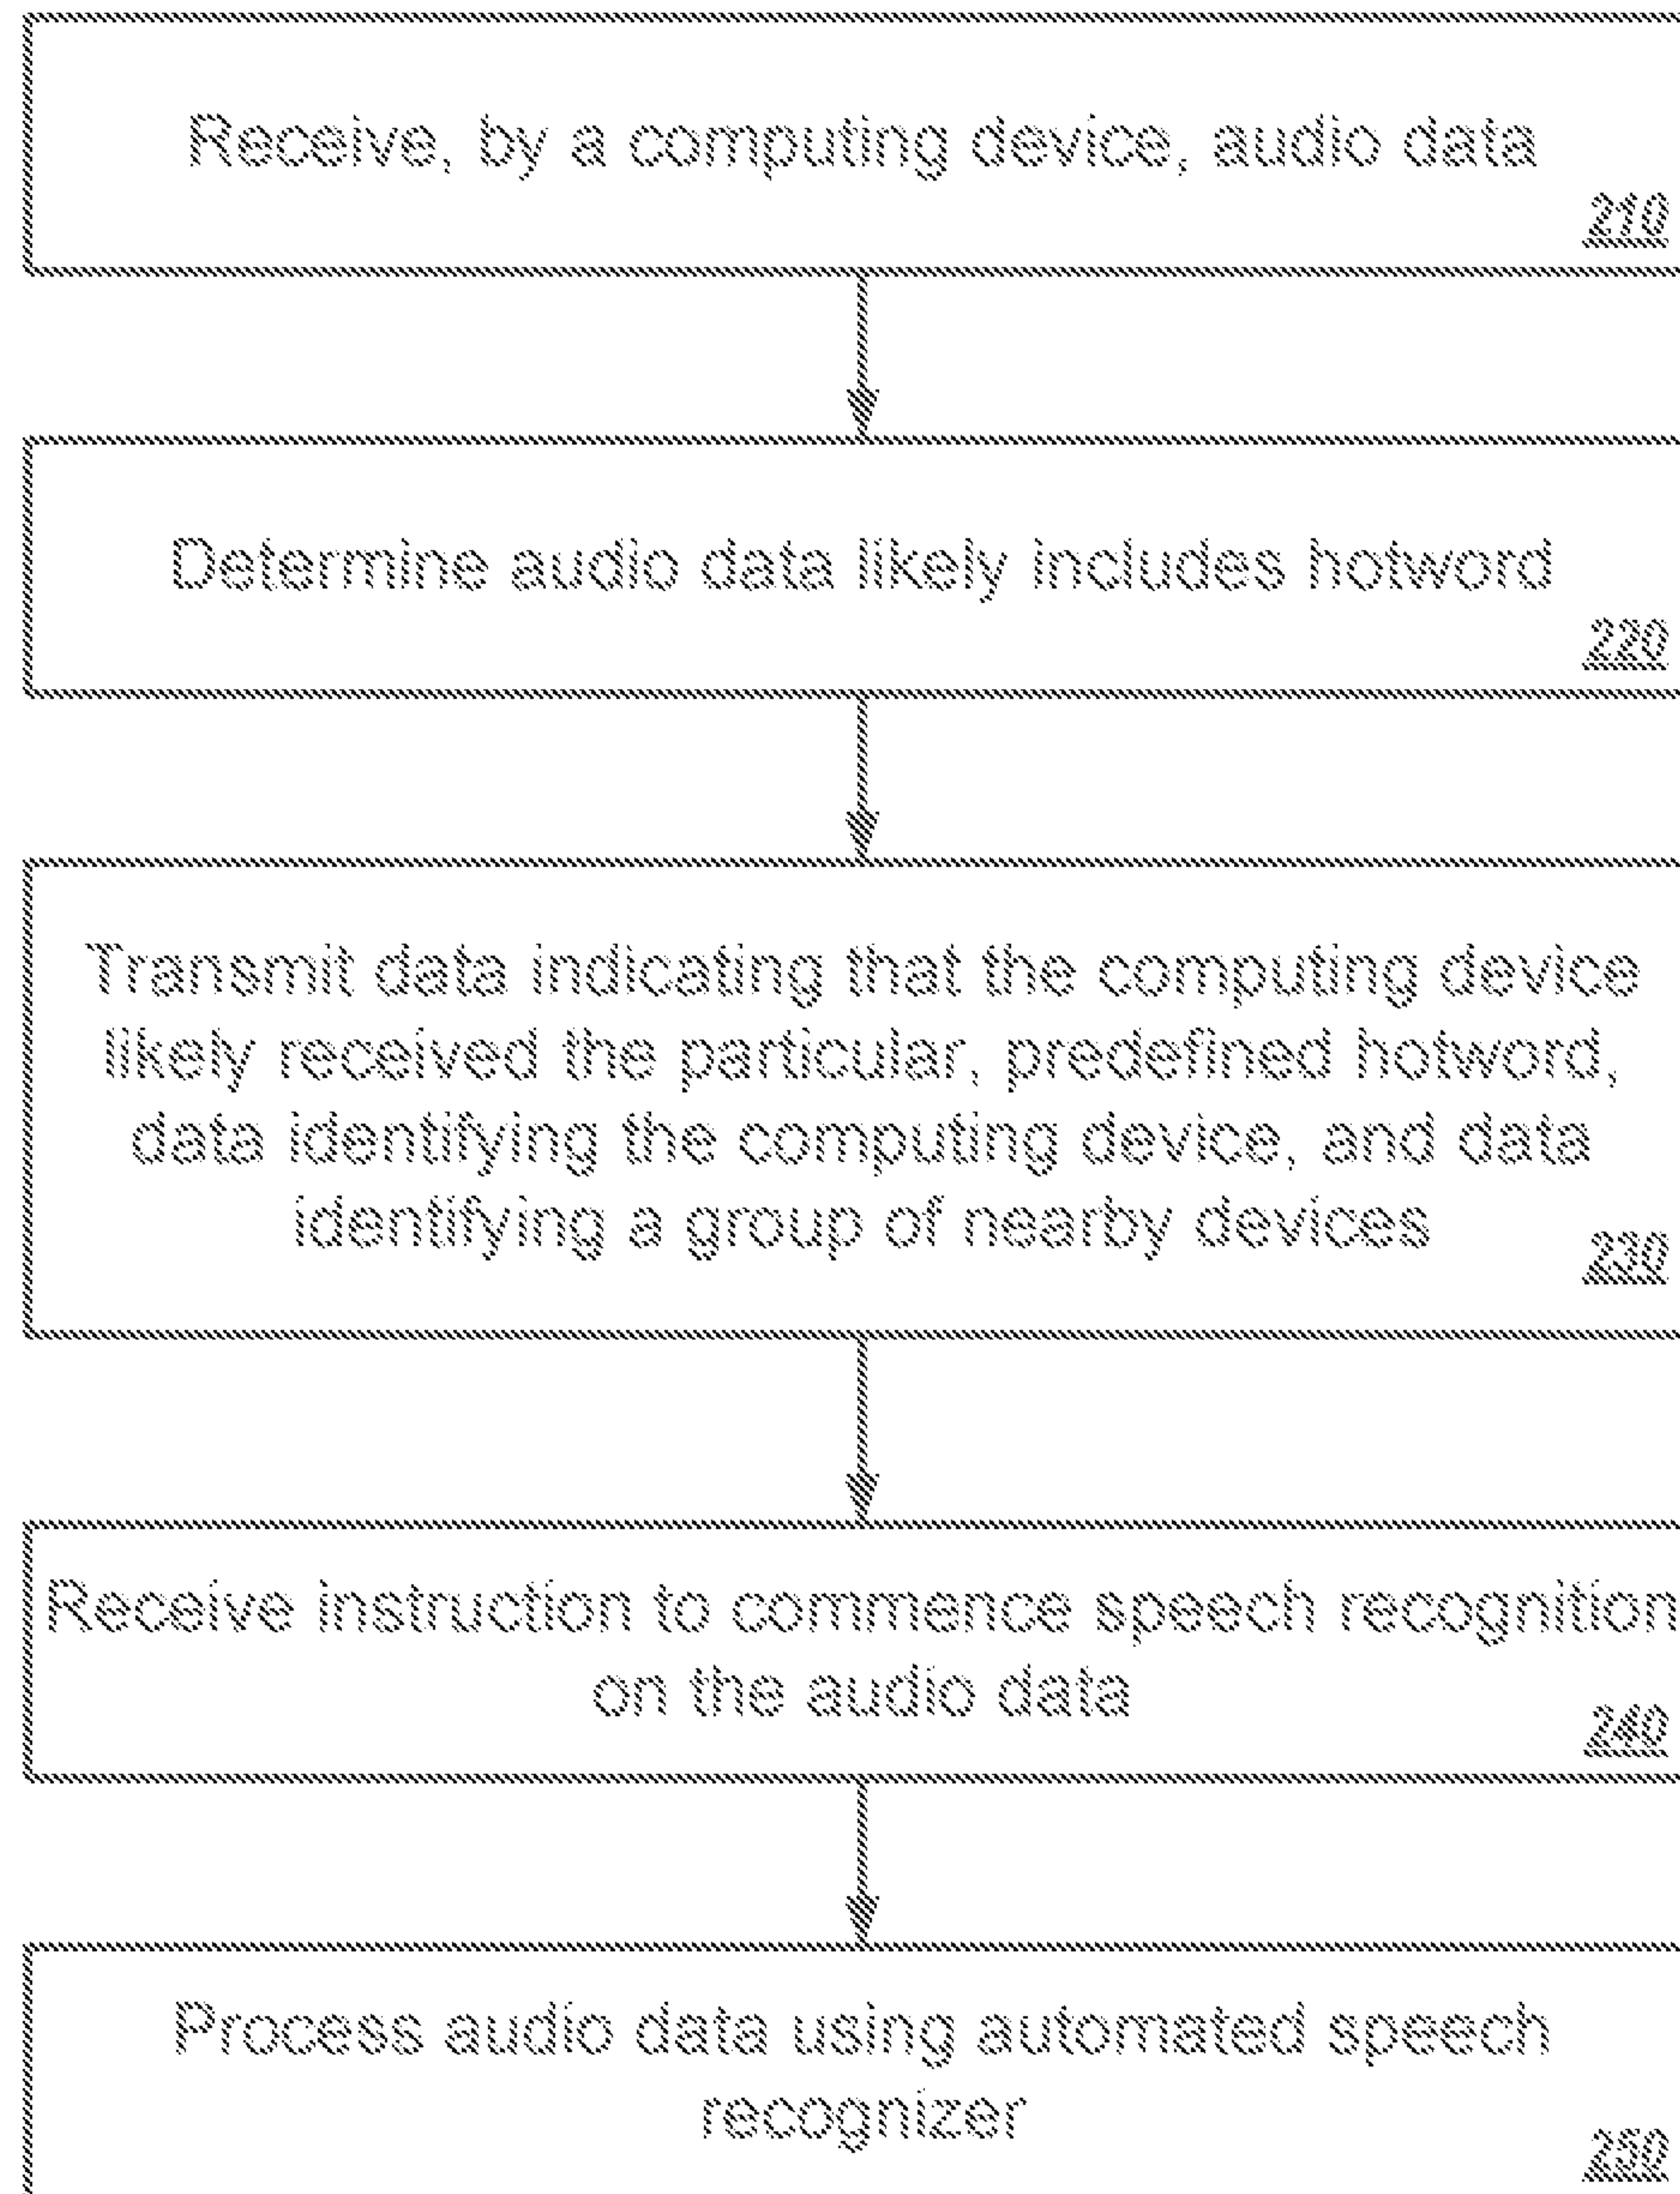 Receive, by a computing device, audio data
210
Determine audio data likely includes hotword
220
Transmit data indicating that the computing device
likely received the particular, predefined hotword,
data identifying the computing device, and data
identifying a group of nearby devices
230
Receive instruction to commence speech recognition
on the audio data
240
Process audio data using automated speech
recognizer
250